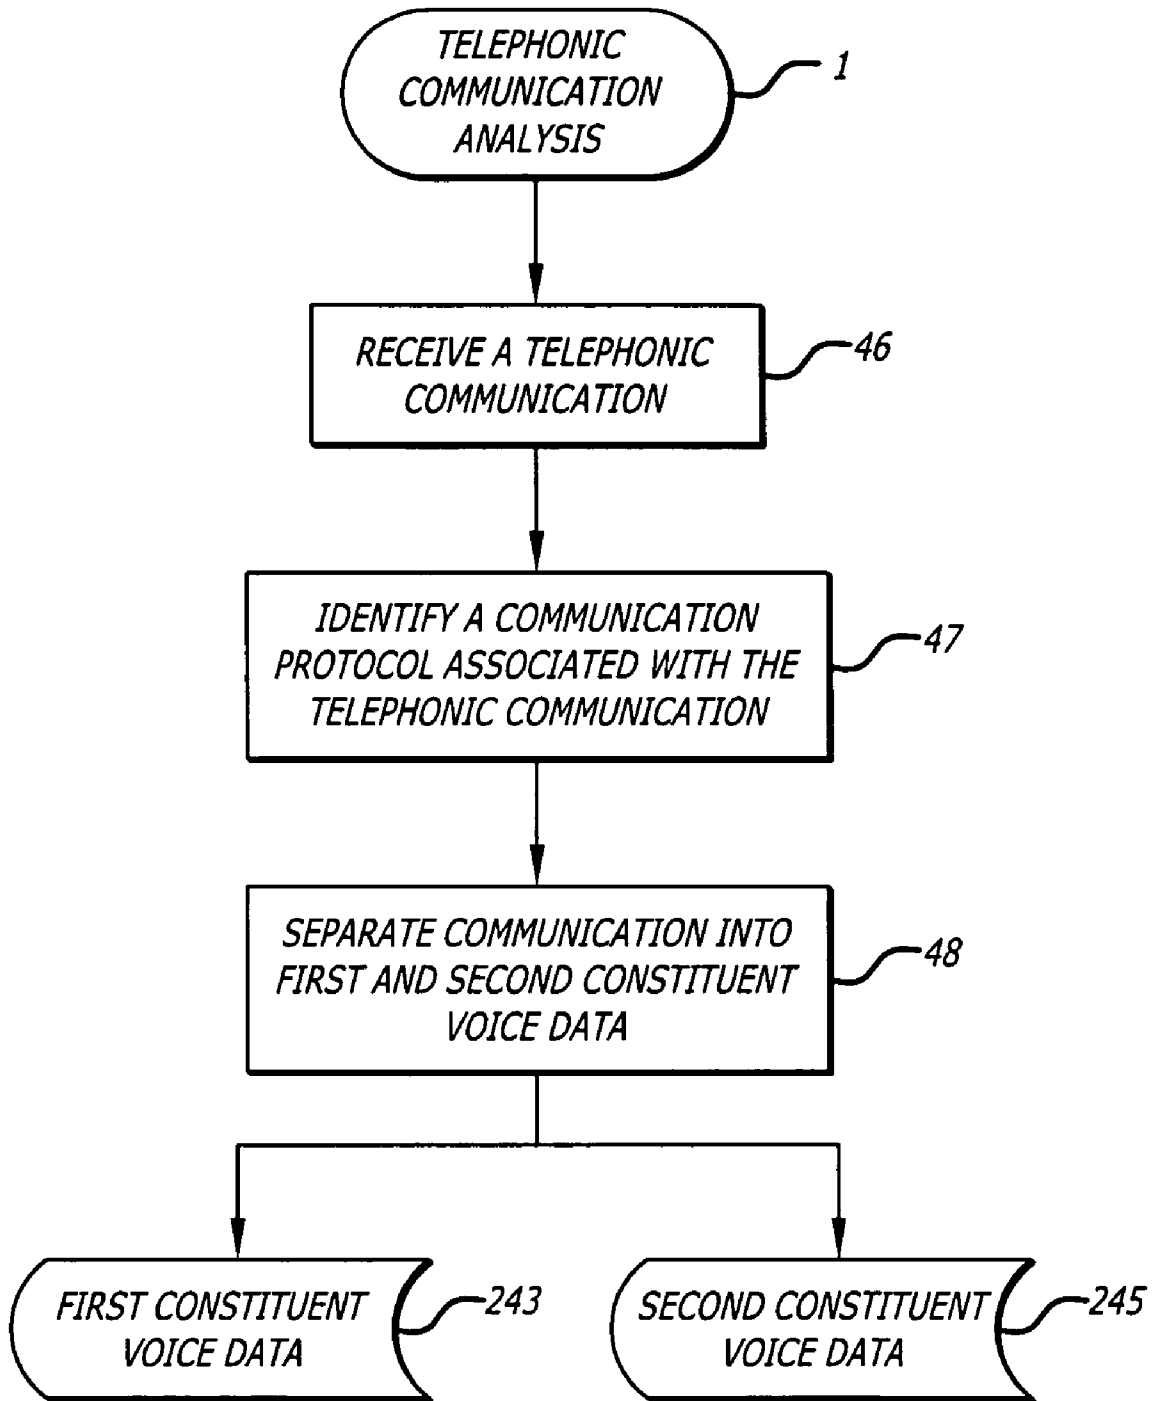 TELEPHONIC
COMMUNICATION
ANALYSIS
1
RECEIVE A TELEPHONIC
COMMUNICATION
46
IDENTIFY A COMMUNICATION
PROTOCOL ASSOCIATED WITH THE
TELEPHONIC COMMUNICATION
47
SEPARATE COMMUNICATION INTO
FIRST AND SECOND CONSTITUENT
VOICE DATA
48
FIRST CONSTITUENT
VOICE DATA
243
SECOND CONSTITUENT
VOICE DATA
245